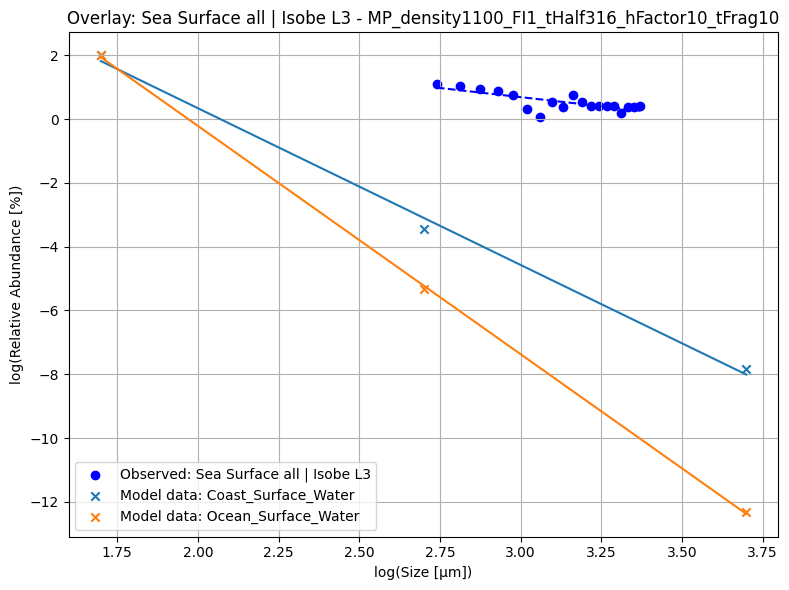 Overlay: Sea Surface all | Isobe L3 - MP_density1100_FI1_tHalf316_hFactor10_tFrag10
log(Relative Abundance [%])
2
0
−2
−4
−6
−8
−10
−12
Observed: Sea Surface all | Isobe L3
Model data: Coast_Surface_Water
Model data: Ocean_Surface_Water
1.75 2.00 2.25 2.50 2.75 3.00 3.25 3.50 3.75
log(Size [μm])